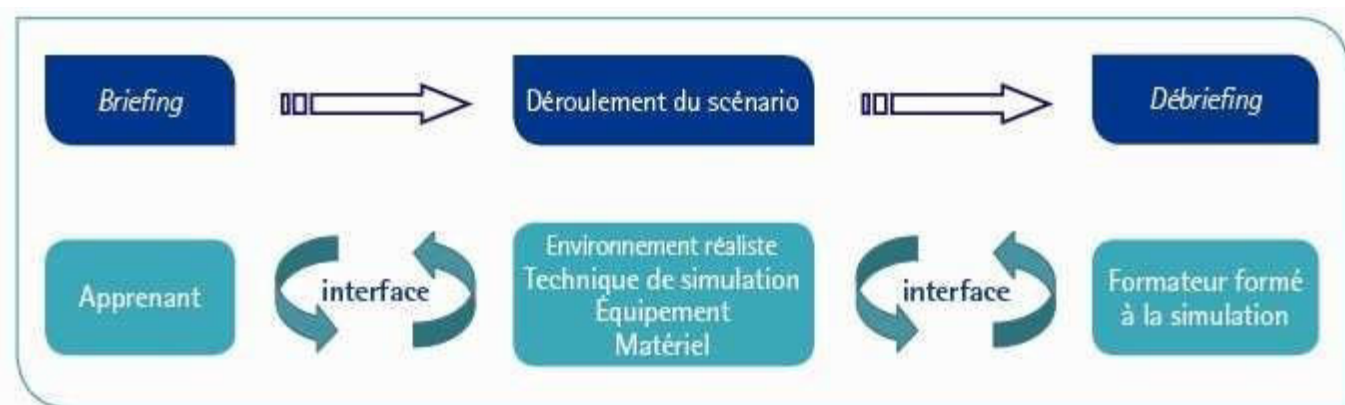 Briefing
Déroulement du scénario
Débriefing
Apprenant
interface
Environnement réaliste
Technique de simulation
Équipement
Matériel
interface
Formateur formé
à la simulation